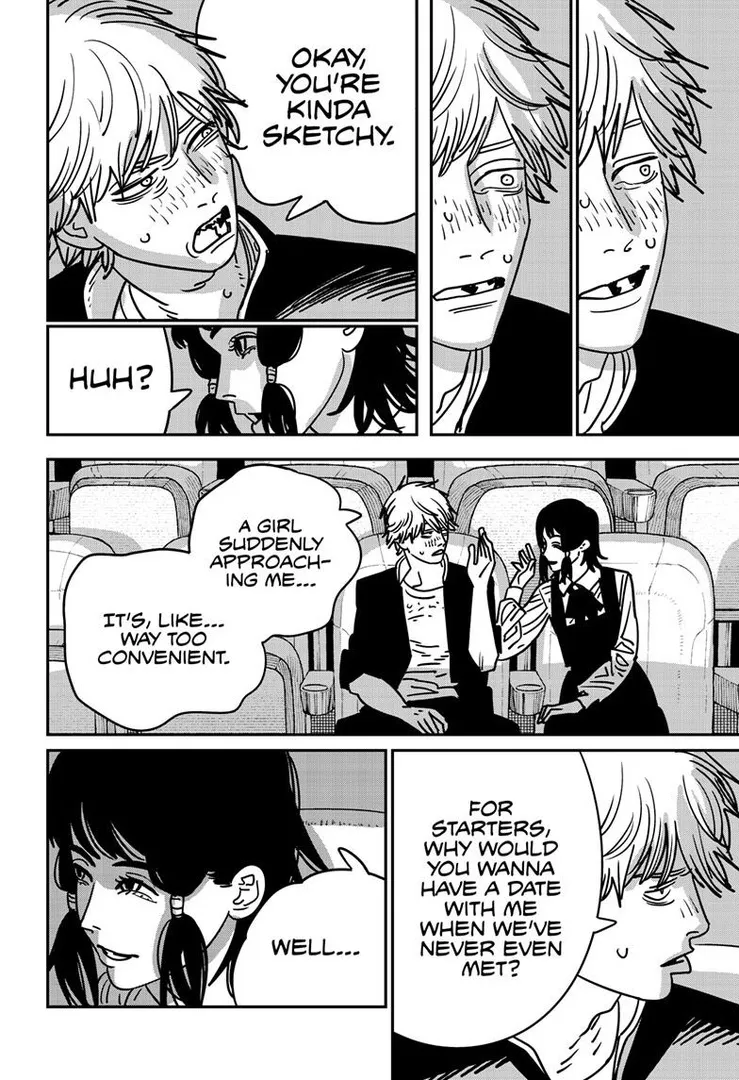 OKAY,
YOU'RE
KINDA
SKETCHY.
HUH?
A GIRL
SUDDENLY
APPROACH-
ING ME...
IT'S, LIKE...
WAY TOO
CONVENIENT.
FOR
STARTERS,
WHY WOULD
YOU WANNA
HAVE A DATE
WITH ME
WHEN WE'VE
NEVER EVEN
MET?
WELL...